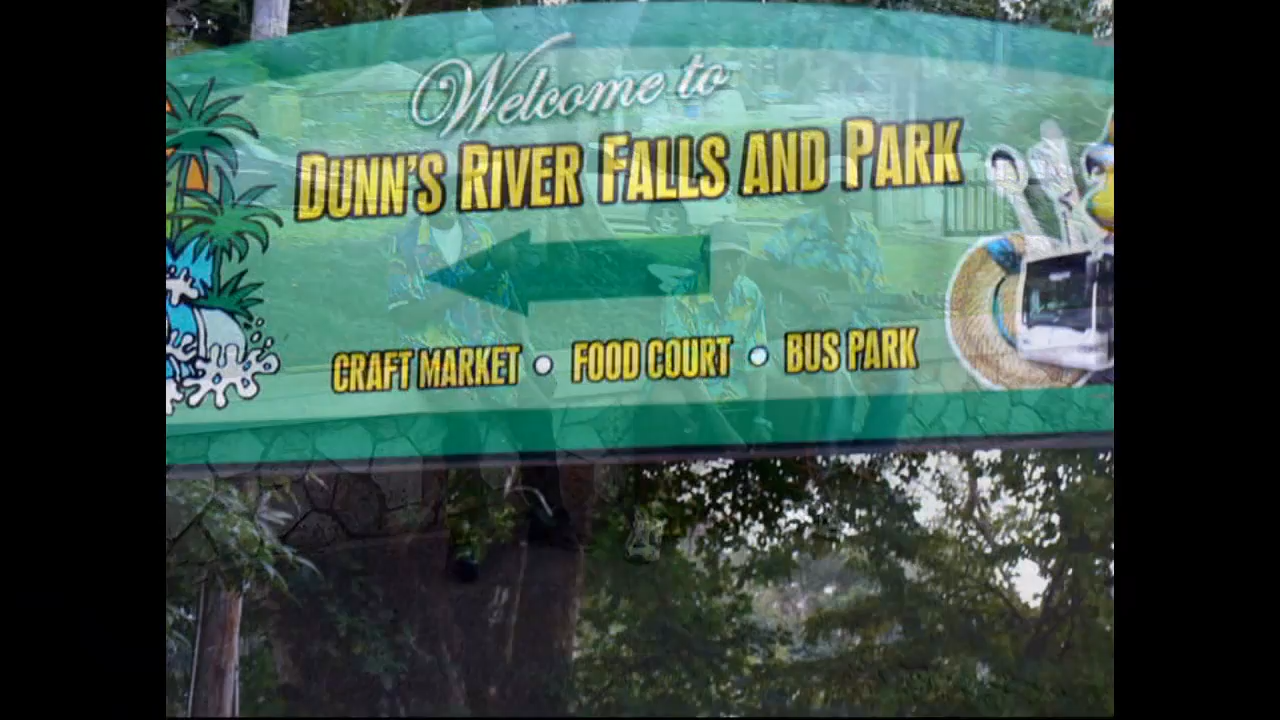 Welcome to
DUNN'S RIVER FALLS AND PARK
CRAFT MARKET • FOOD COURT • BUS PARK